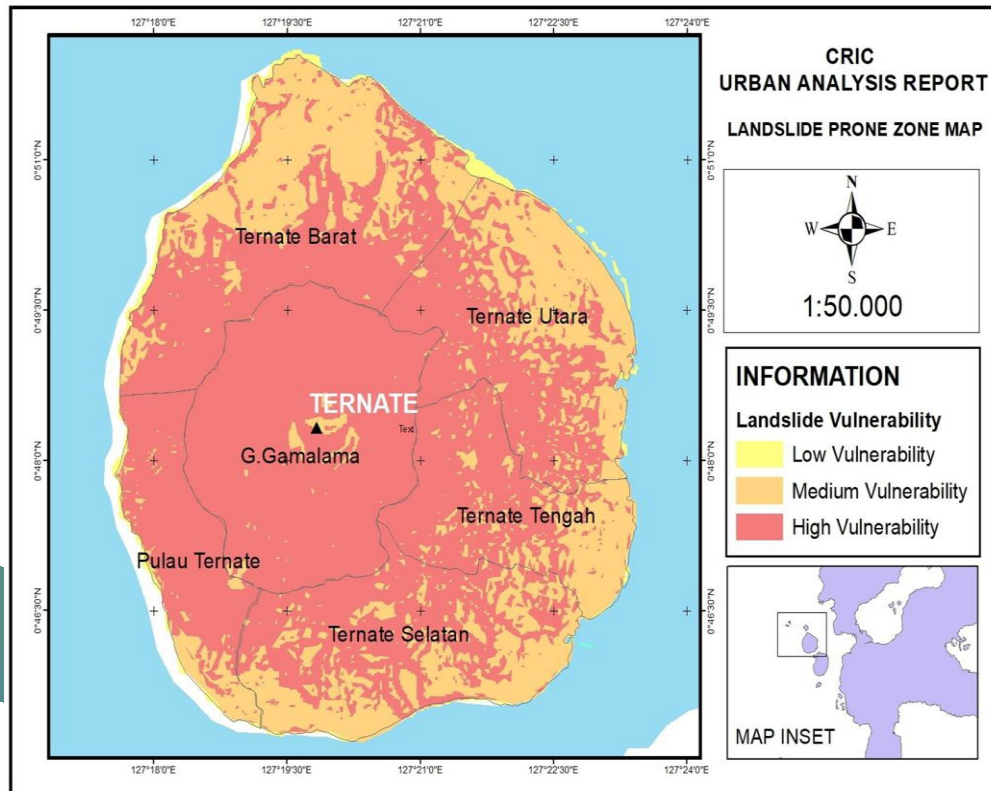 127°18'0"E 127°19'30"E 127°21'0"E 127°22'30"E 127°24'0"E
0°51'0"N
0°49'30"N
0°48'0"N
0°46'30"N
Ternate Barat
Ternate Utara
TERNATE
Text
G.Gamalama
Ternate Tengah
Pulau Ternate
Ternate Selatan
0°51'0"N
0°49'30"N
0°48'0"N
0°46'30"N
127°18'0"E 127°19'30"E 127°21'0"E 127°22'30"E 127°24'0"E
CRIC
URBAN ANALYSIS REPORT
LANDSLIDE PRONE ZONE MAP
N
W E
S
1:50.000
INFORMATION
Landslide Vulnerability
Low Vulnerability
Medium Vulnerability
High Vulnerability
MAP INSET